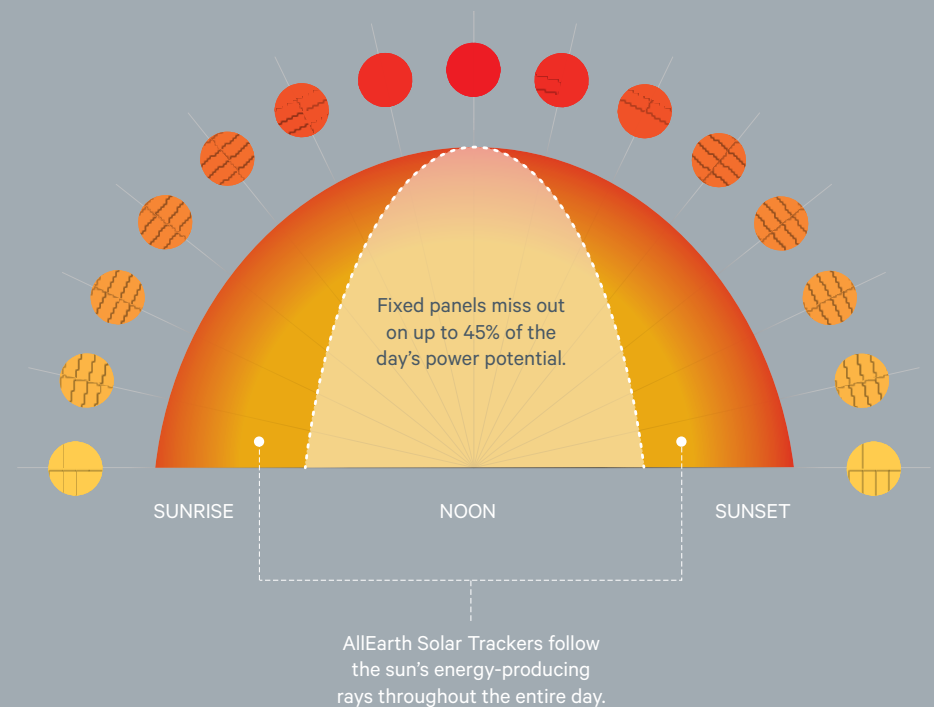 Fixed panels miss out
on up to 45% of the
day’s power potential.
SUNRISE
NOON
SUNSET
AllEarth Solar Trackers follow
the sun’s energy-producing
rays throughout the entire day.